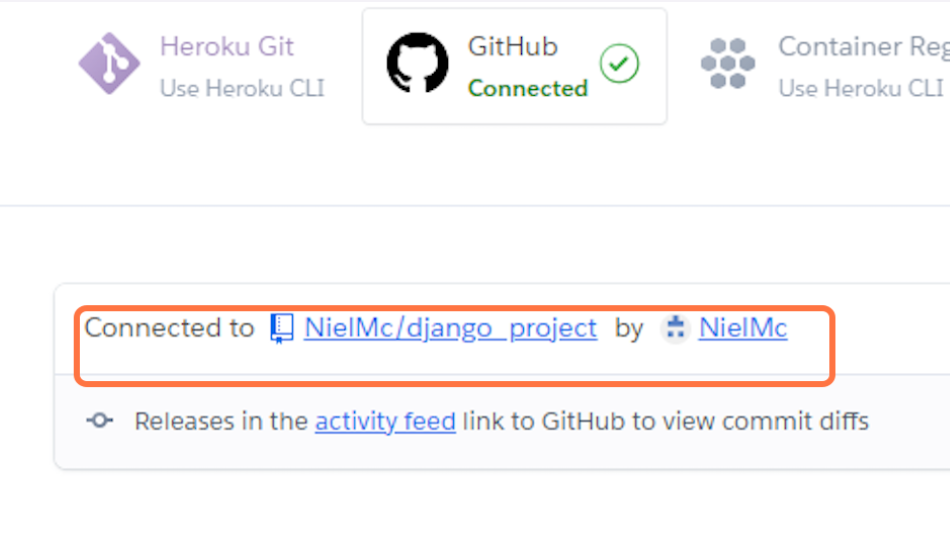 Heroku Git
Use Heroku CLI
GitHub
Connected
Container Reg
Use Heroku CLI
Connected to NielMc/django_project by NielMc
Releases in the activity feed link to GitHub to view commit diffs